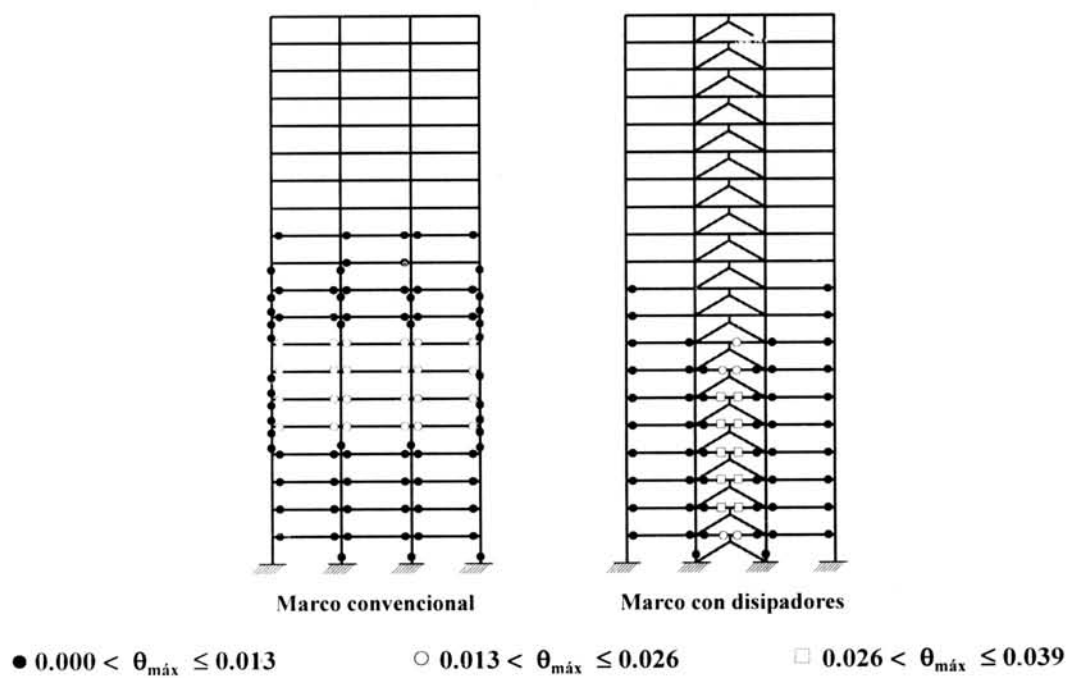 Marco convencional
Marco con disipadores
● 0.000 < θmáx ≤ 0.013
○ 0.013 < θmáx ≤ 0.026
□ 0.026 < θmáx ≤ 0.039